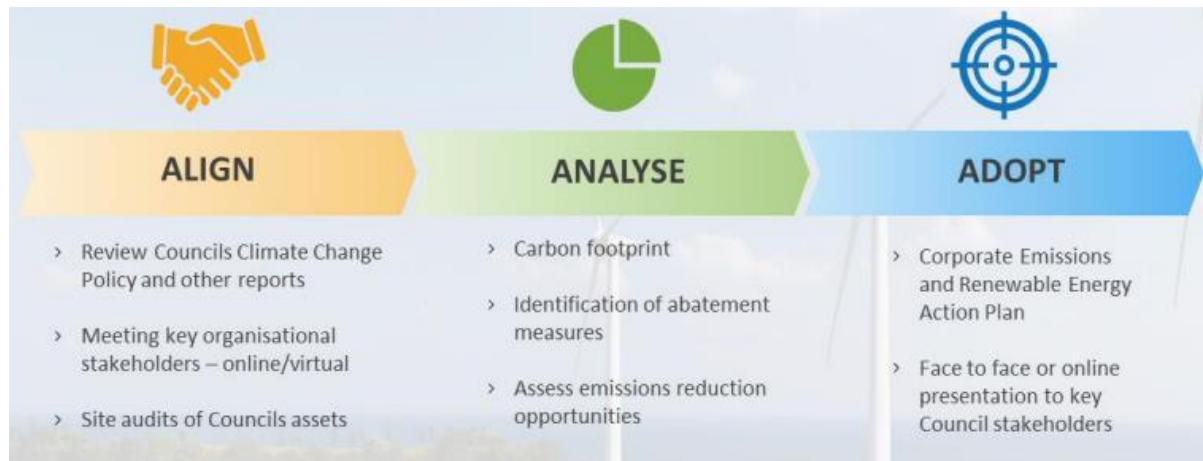 ALIGN
ANALYSE
ADOPT
> Review Councils Climate Change
Policy and other reports
> Meeting key organisational
stakeholders – online/virtual
> Site audits of Councils assets
> Carbon footprint
> Identification of abatement
measures
> Assess emissions reduction
opportunities
> Corporate Emissions
and Renewable Energy
Action Plan
> Face to face or online
presentation to key
Council stakeholders